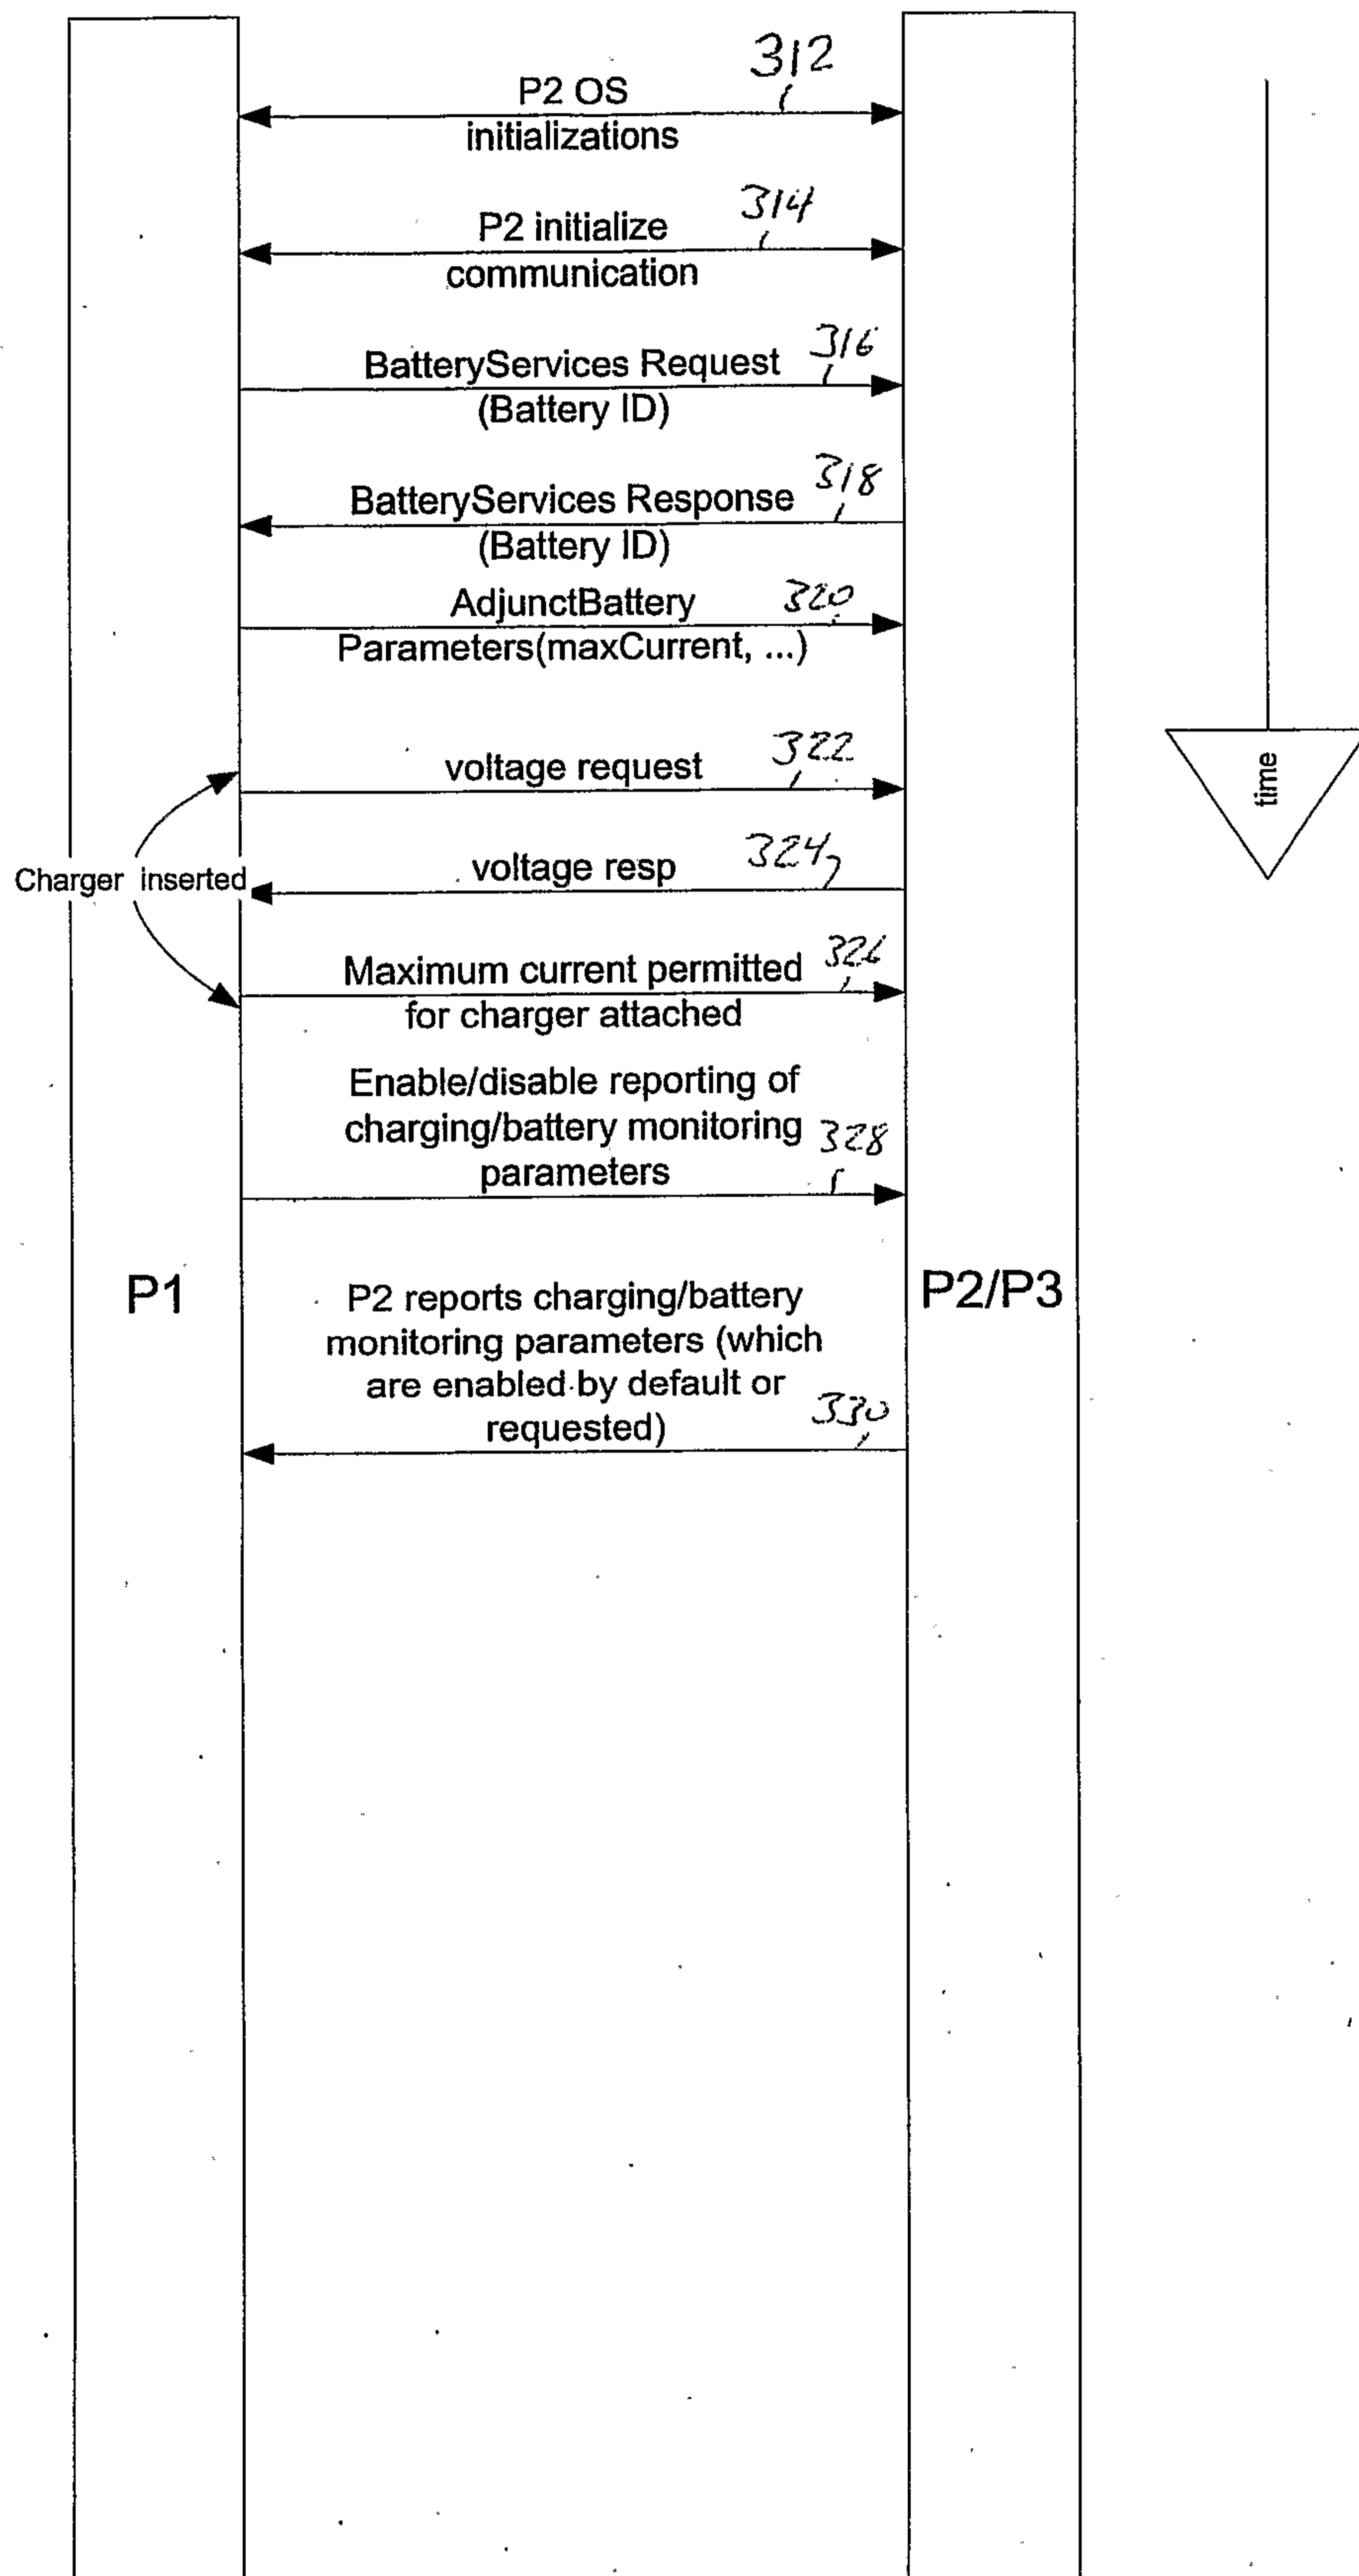 312
P2 OS
initializations
314
P2 initialize
communication
316
BatteryServices Request
(Battery ID)
318
BatteryServices Response
(Battery ID)
320
AdjunctBattery
Parameters(maxCurrent, ...)
322
voltage request
time
324
voltage resp
Charger inserted
326
Maximum current permitted
for charger attached
Enable/disable reporting of
charging/battery monitoring
328
parameters
P1
P2/P3
P2 reports charging/battery
monitoring parameters (which
are enabled by default or
330
requested)